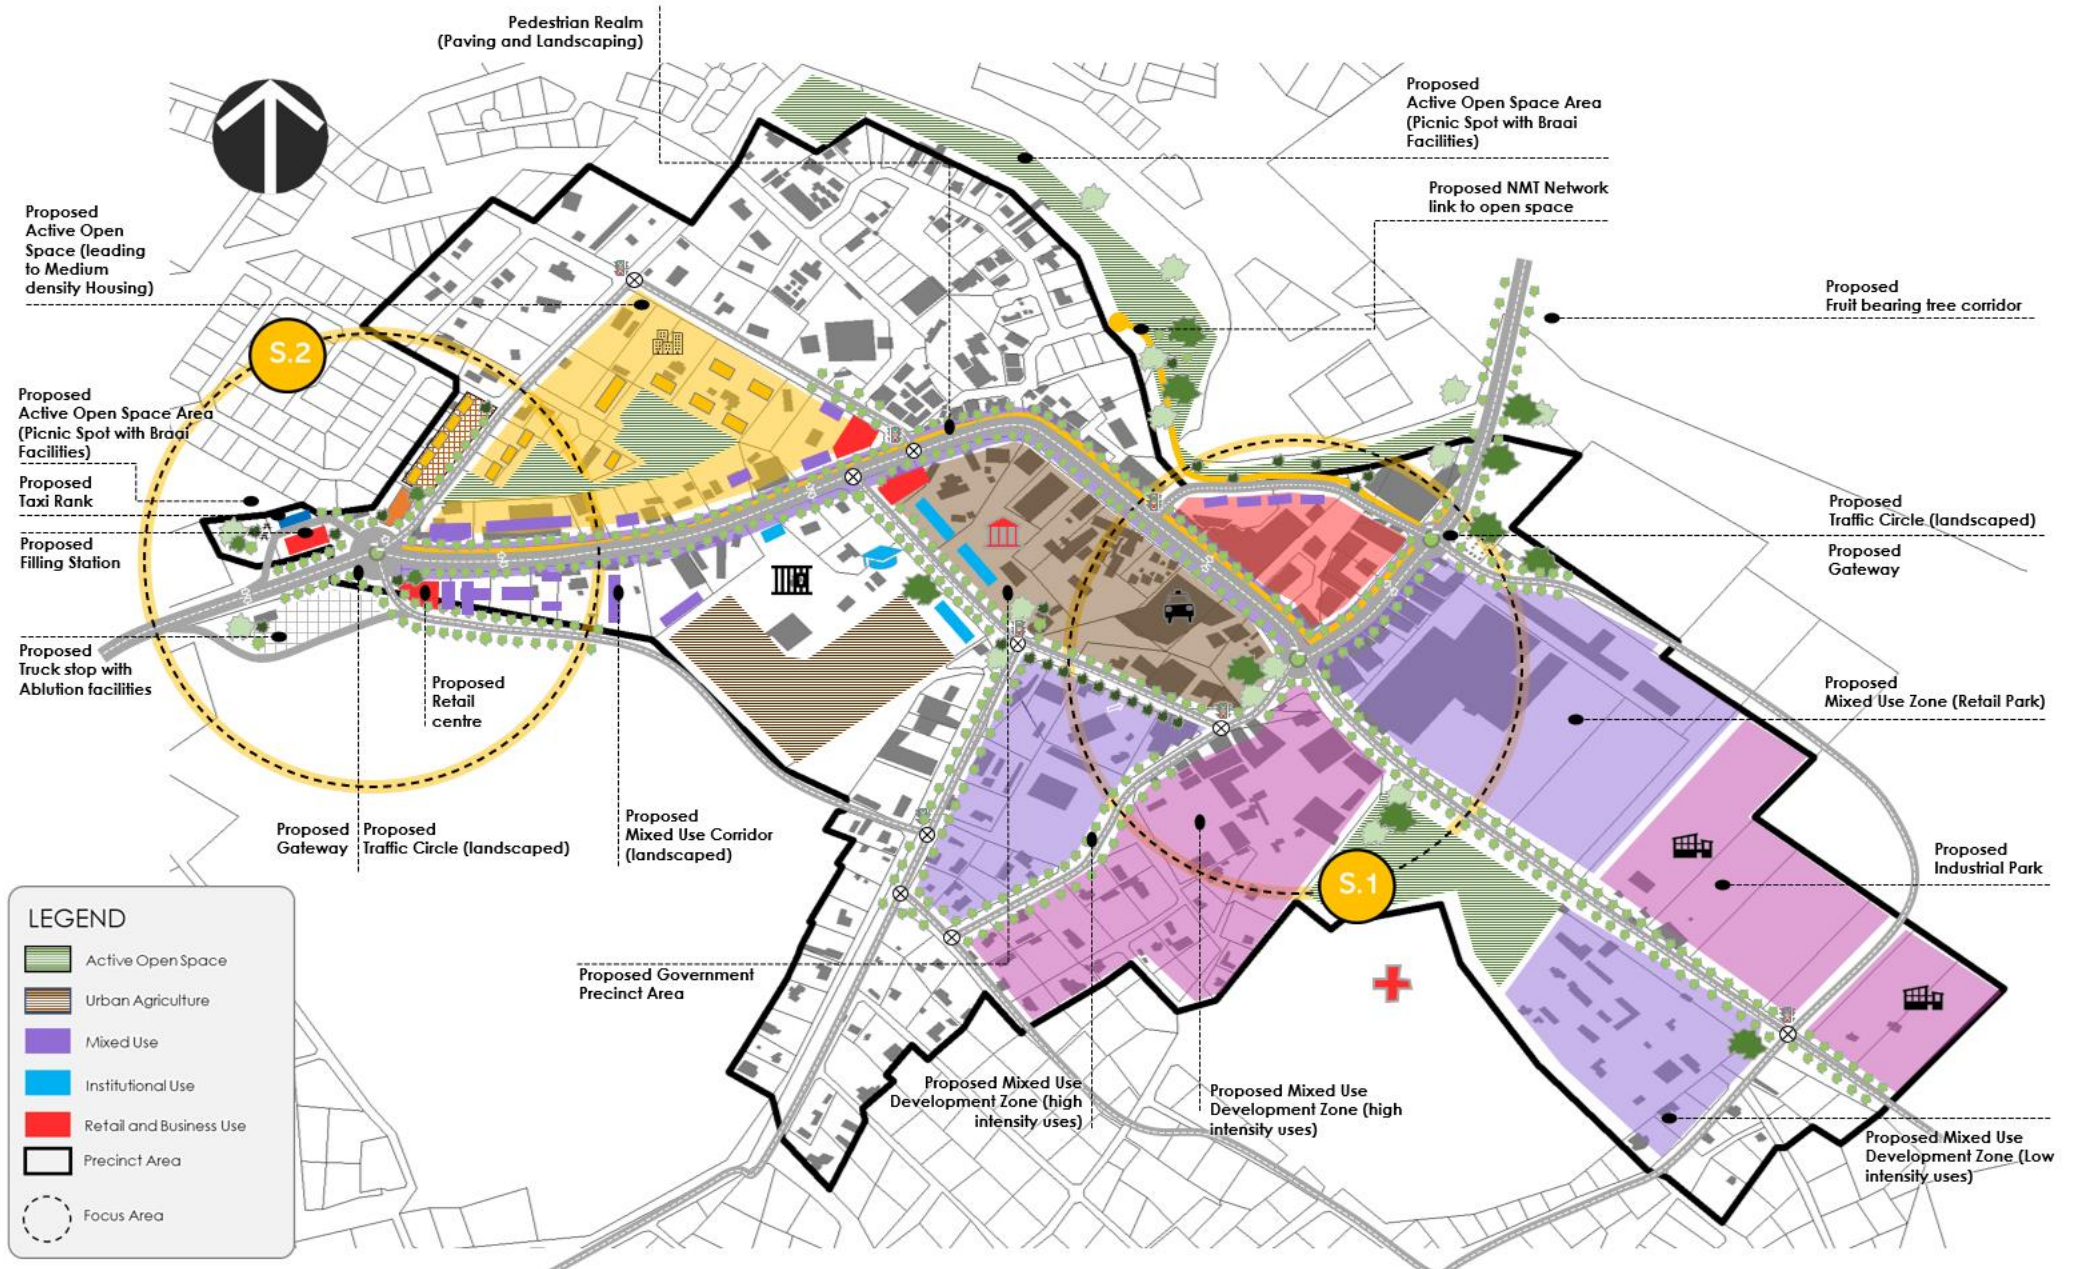 Pedestrian Realm
(Paving and Landscaping)
Proposed
Active Open Space Area
(Picnic Spot with Braai
Facilities)
Proposed NMT Network
link to open space
Proposed
Active Open
Space (leading
to Medium
density Housing)
Proposed
Fruit bearing tree corridor
S.2
Proposed
Active Open Space Area
(Picnic Spot with Braai
Facilities)
Proposed
Taxi Rank
Proposed
Filling Station
Proposed
Traffic Circle (landscaped)
Proposed
Gateway
Proposed
Truck stop with
Ablution facilities
Proposed
Retail
centre
Proposed
Mixed Use Zone (Retail Park)
Proposed
Gateway
Proposed
Traffic Circle (landscaped)
Proposed
Mixed Use Corridor
(landscaped)
Proposed
Industrial Park
S.1
Proposed Government
Precinct Area
Proposed Mixed Use
Development Zone (high
intensity uses)
Proposed Mixed Use
Development Zone (high
intensity uses)
Proposed Mixed Use
Development Zone (Low
intensity uses)
LEGEND
Active Open Space
Urban Agriculture
Mixed Use
Institutional Use
Retail and Business Use
Precinct Area
Focus Area